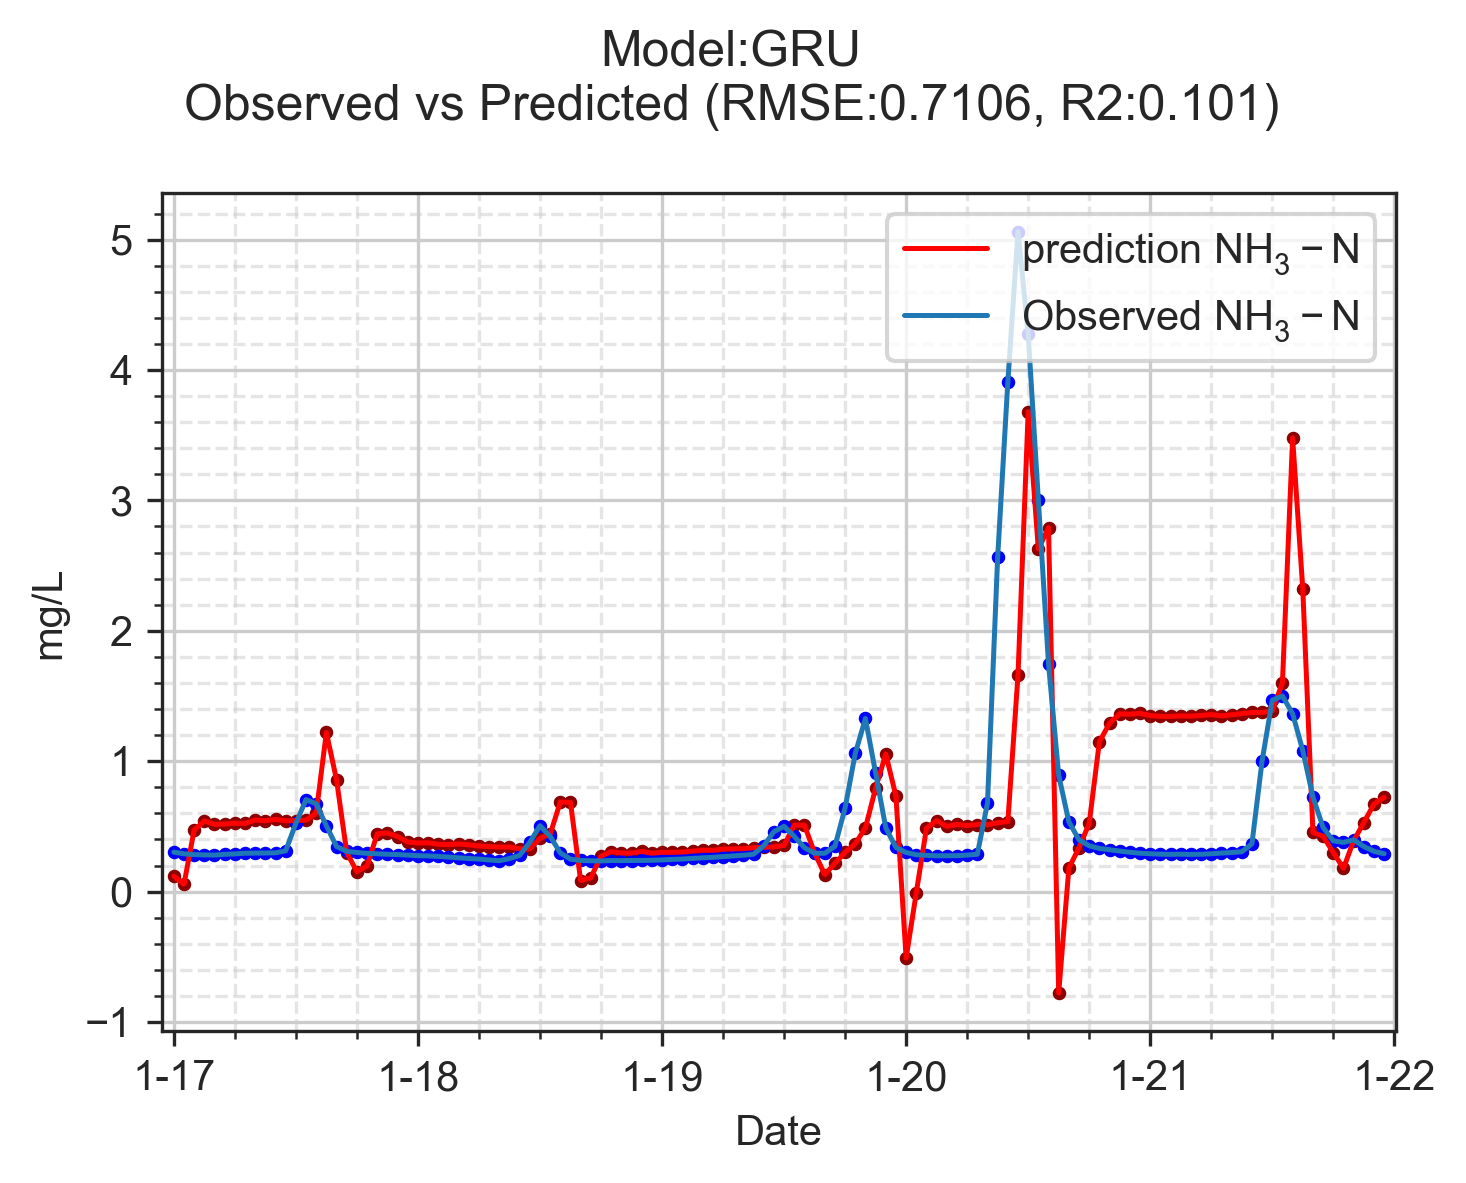 Model:GRU
Observed vs Predicted (RMSE:0.7106, R2:0.101)
5
4
3
2
1
0
−1
mg/L
prediction NH₃ − N
Observed NH₃ − N
1-17 1-18 1-19 1-20 1-21 1-22
Date